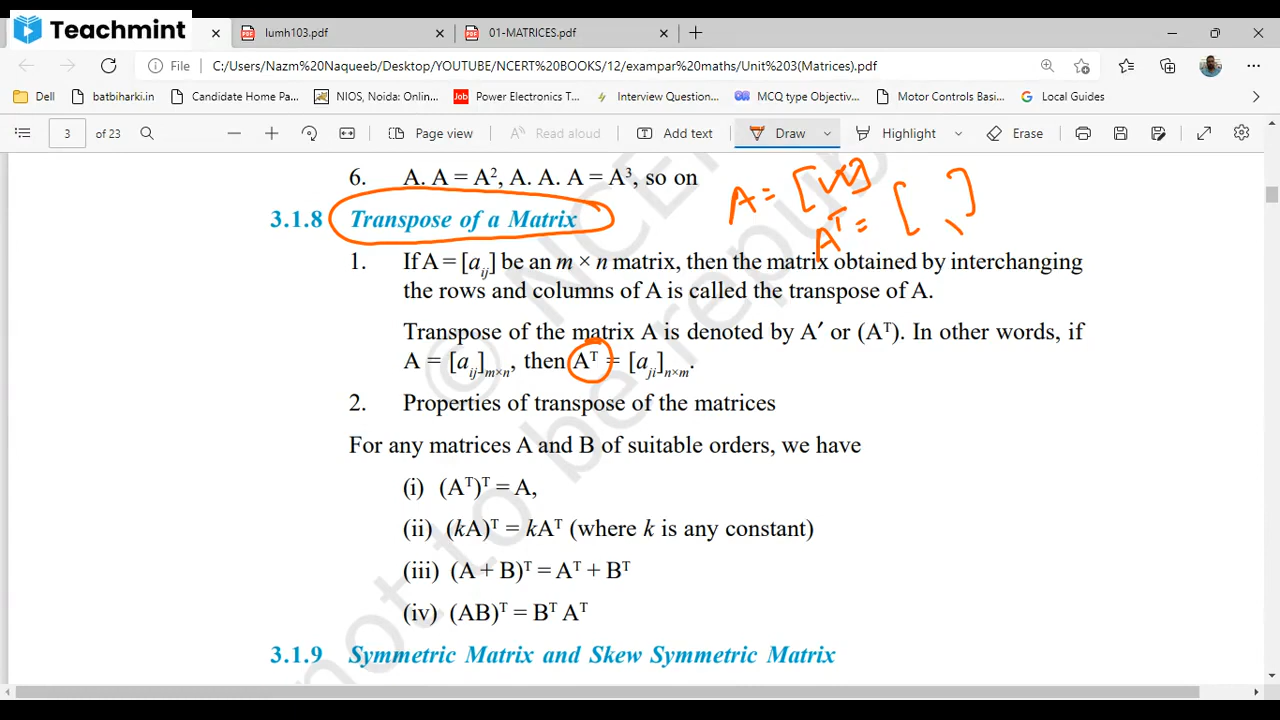 Teachmint
lumh103.pdf
01-MATRICES.pdf
File C:/Users/Nazm%20Naqueeb/Desktop/YOUTUBE/NCERT%20BOOKS/12/exampar%20maths/Unit%203(Matrices).pdf
Dell batbiharki.in Candidate Home Pa... NIOS, Noida: Onlin... Job Power Electronics T... Interview Question... MCQ type Objectiv... Motor Controls Basi... Local Guides
3 of 23 Page view Read aloud Add text Draw Highlight Erase
6. A. A = A², A. A. A = A³, so on
A = [ ]
3.1.8 Transpose of a Matrix
Aᵀ = [ ]
1. If A = [aᵢⱼ] be an m × n matrix, then the matrix obtained by interchanging
the rows and columns of A is called the transpose of A.
Transpose of the matrix A is denoted by A′ or (Aᵀ). In other words, if
A = [aᵢⱼ]ₘ×ₙ, then Aᵀ = [aⱼᵢ]ₙ×ₘ.
2. Properties of transpose of the matrices
For any matrices A and B of suitable orders, we have
(i) (Aᵀ)ᵀ = A,
(ii) (kA)ᵀ = kAᵀ (where k is any constant)
(iii) (A + B)ᵀ = Aᵀ + Bᵀ
(iv) (AB)ᵀ = Bᵀ Aᵀ
3.1.9 Symmetric Matrix and Skew Symmetric Matrix
not to be republ
© NCER